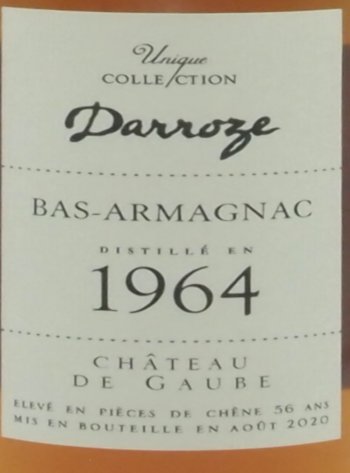 Unique
COLLECTION
Darroze
BAS-ARMAGNAC
DISTILLÉ EN
1964
CHÂTEAU
DE GAUBE
ELEVÉ EN PIÈCES DE CHÊNE 56 ANS
MIS EN BOUTEILLE EN AOÛT 2020